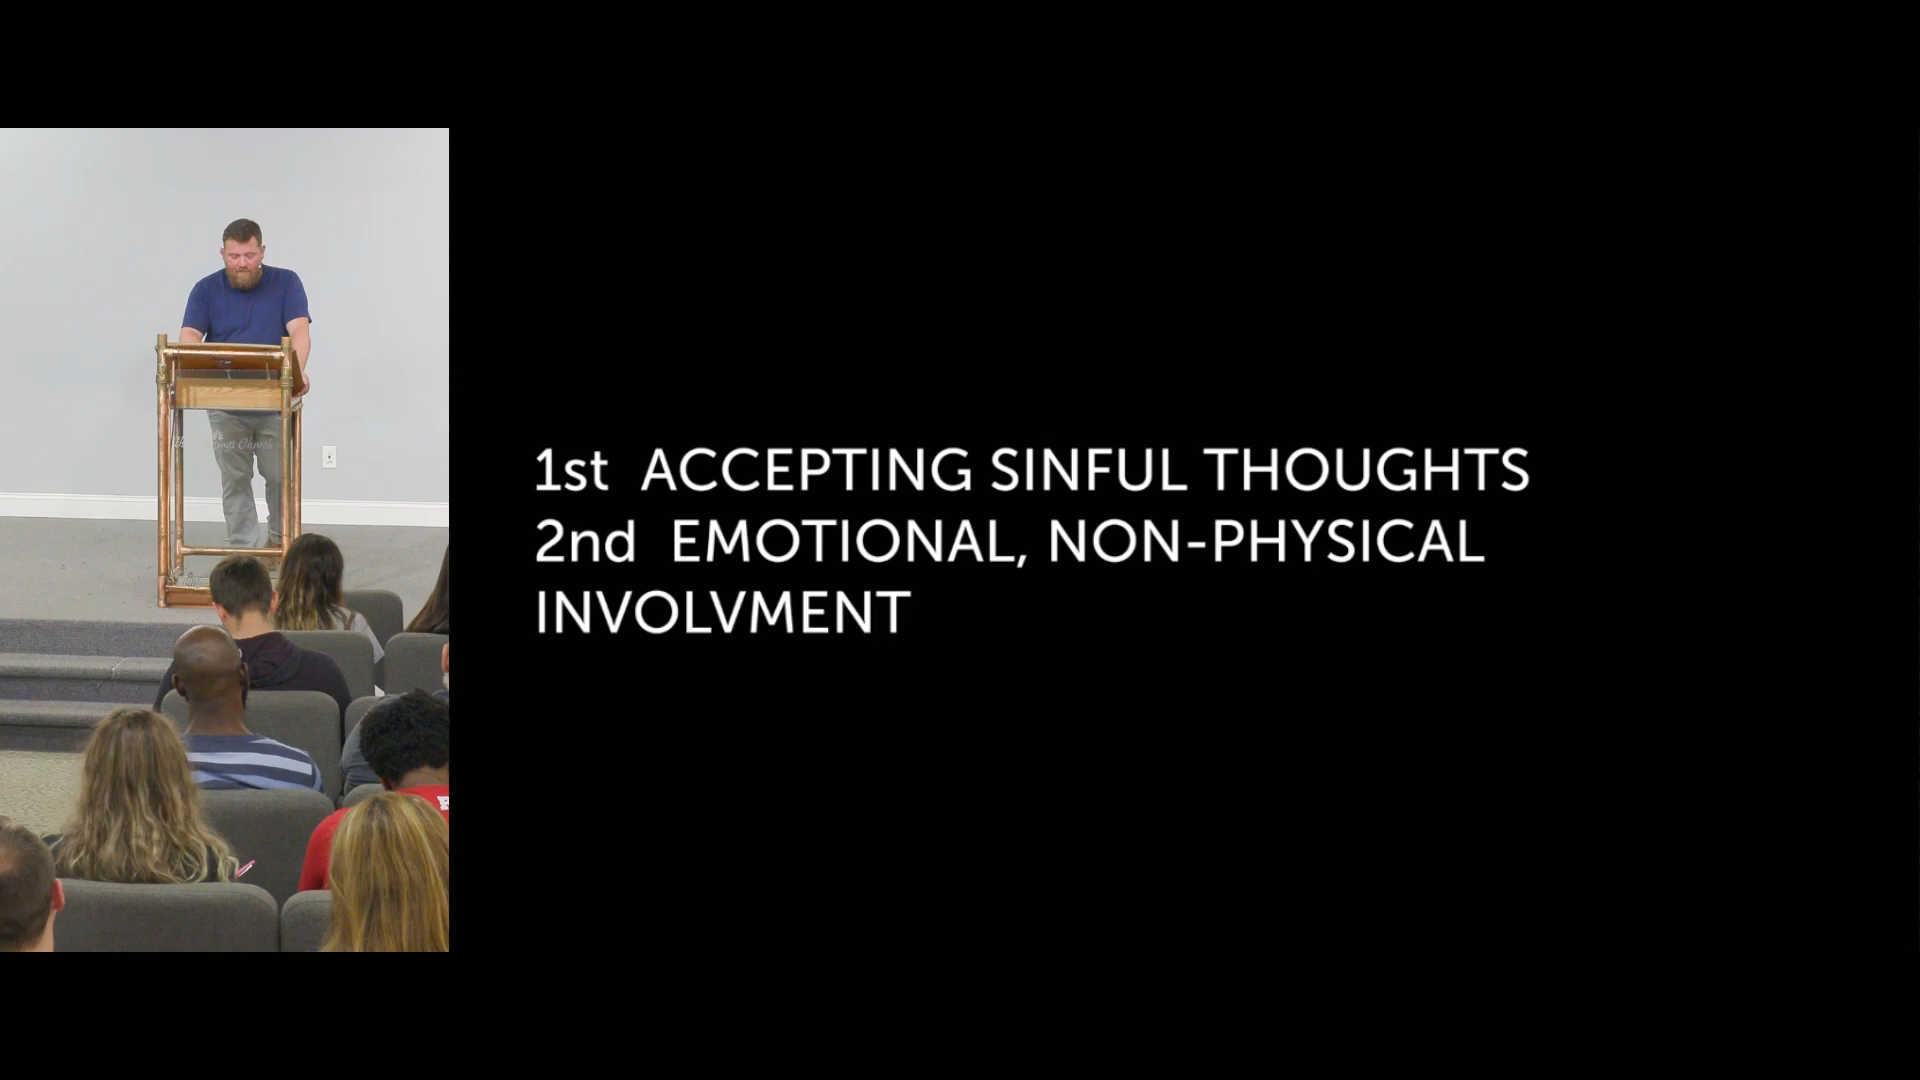 1st ACCEPTING SINFUL THOUGHTS
2nd EMOTIONAL, NON-PHYSICAL
INVOLVMENT